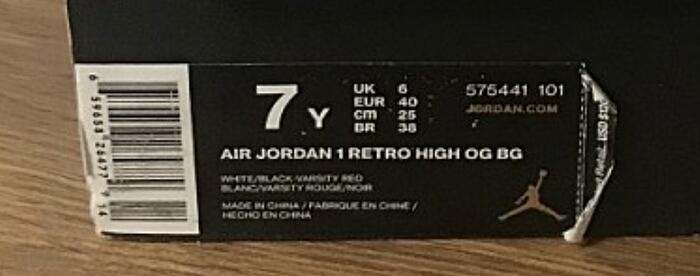 7 Y
UK 6
EUR 40
cm 25
BR 38
575441 101
JORDAN.COM
AIR JORDAN 1 RETRO HIGH OG BG
WHITE/BLACK-VARSITY RED
BLANC/VARSITY ROUGE/NOIR
MADE IN CHINA / FABRIQUE EN CHINE /
HECHO EN CHINA